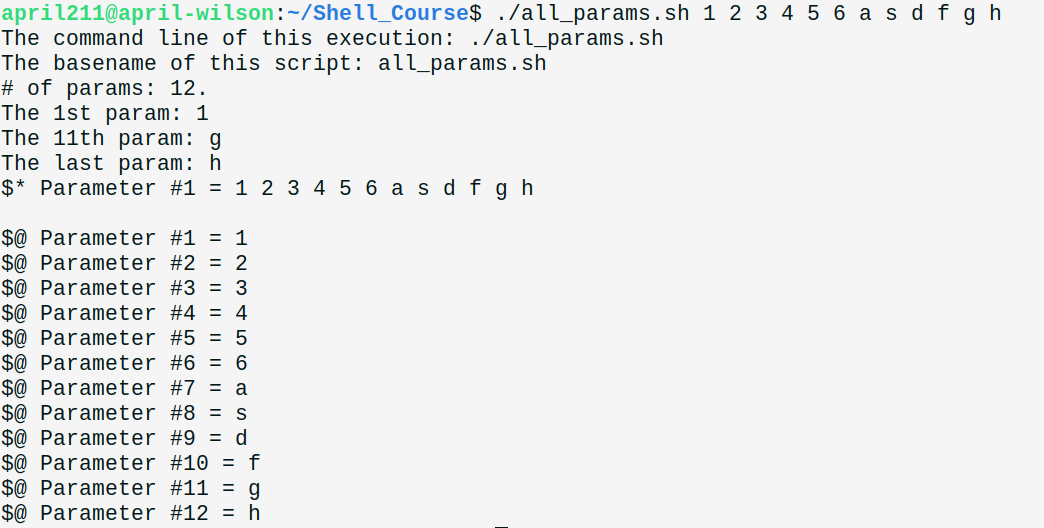 april211@april-wilson:~/Shell_Course$ ./all_params.sh 1 2 3 4 5 6 a s d f g h
The command line of this execution: ./all_params.sh
The basename of this script: all_params.sh
# of params: 12.
The 1st param: 1
The 11th param: g
The last param: h
$* Parameter #1 = 1 2 3 4 5 6 a s d f g h
$@ Parameter #1 = 1
$@ Parameter #2 = 2
$@ Parameter #3 = 3
$@ Parameter #4 = 4
$@ Parameter #5 = 5
$@ Parameter #6 = 6
$@ Parameter #7 = a
$@ Parameter #8 = s
$@ Parameter #9 = d
$@ Parameter #10 = f
$@ Parameter #11 = g
$@ Parameter #12 = h